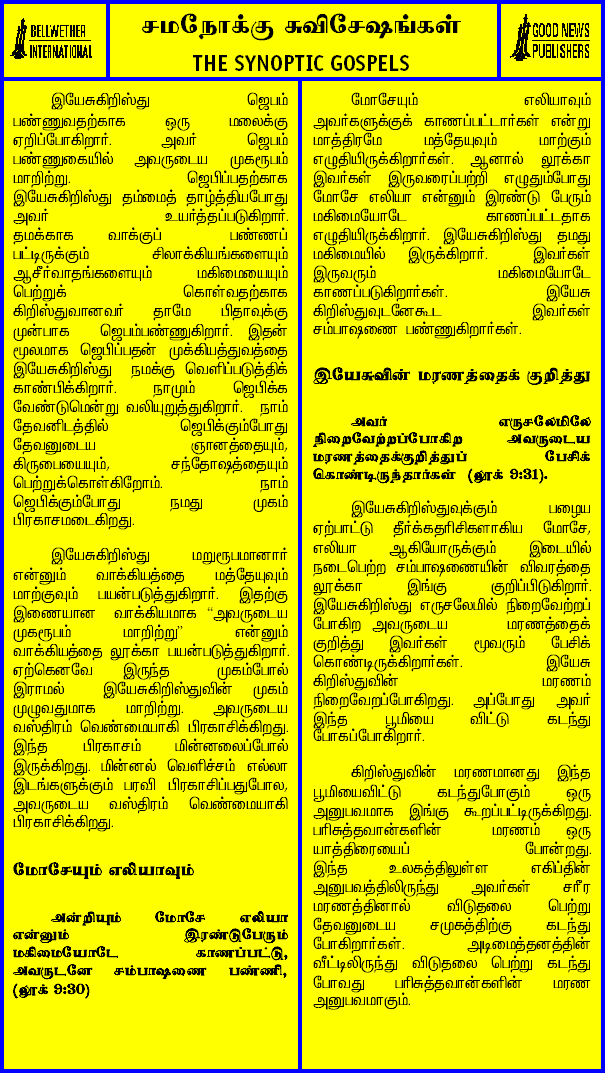 BELLWETHER
INTERNATIONAL
சமநோக்கு சுவிசேஷங்கள்
THE SYNOPTIC GOSPELS
GOOD NEWS
PUBLISHERS
இயேசுகிறிஸ்து ஜெபம்
பண்ணுவதற்காக ஒரு மலைக்கு
ஏறிப்போகிறார். அவர் ஜெபம்
பண்ணுகையில் அவருடைய முகரூபம்
மாறிற்று. ஜெபிப்பதற்காக
இயேசுகிறிஸ்து தம்மைத் தாழ்த்தியபோது
அவர் உயர்த்தப்படுகிறார்.
தமக்காக வாக்குப் பண்ணப்
பட்டிருக்கும் சிலாக்கியங்களையும்
ஆசீர்வாதங்களையும் மகிமையையும்
பெற்றுக் கொள்வதற்காக
கிறிஸ்துவானவர் தாமே பிதாவுக்கு
முன்பாக ஜெபம்பண்ணுகிறார். இதன்
மூலமாக ஜெபிப்பதன் முக்கியத்துவத்தை
இயேசுகிறிஸ்து நமக்கு வெளிப்படுத்திக்
காண்பிக்கிறார். நாமும் ஜெபிக்க
வேண்டுமென்று வலியுறுத்துகிறார். நாம்
தேவனிடத்தில் ஜெபிக்கும்போது
தேவனுடைய ஞானத்தையும்,
கிருபையையும், சந்தோஷத்தையும்
பெற்றுக்கொள்கிறோம். நாம்
ஜெபிக்கும்போது நமது முகம்
பிரகாசமடைகிறது.
இயேசுகிறிஸ்து மறுரூபமானார்
என்னும் வாக்கியத்தை மத்தேயுவும்
மாற்குவும் பயன்படுத்துகிறார். இதற்கு
இணையான வாக்கியமாக "அவருடைய
முகரூபம் மாறிற்று" என்னும்
வாக்கியத்தை லூக்கா பயன்படுத்துகிறார்.
ஏற்கெனவே இருந்த முகம்போல்
இராமல் இயேசுகிறிஸ்துவின் முகம்
முழுவதுமாக மாறிற்று. அவருடைய
வஸ்திரம் வெண்மையாகி பிரகாசிக்கிறது.
இந்த பிரகாசம் மின்னலைப்போல்
இருக்கிறது. மின்னல் வெளிச்சம் எல்லா
இடங்களுக்கும் பரவி பிரகாசிப்பதுபோல,
அவருடைய வஸ்திரம் வெண்மையாகி
பிரகாசிக்கிறது.
மோசேயும் எலியாவும்
அன்றியும் மோசே எலியா
என்னும் இரண்டுபேரும்
மகிமையோடே காணப்பட்டு,
அவருடனே சம்பாஷணை பண்ணி,
(லூக் 9:30)
மோசேயும் எலியாவும்
அவர்களுக்குக் காணப்பட்டார்கள் என்று
மாத்திரமே மத்தேயுவும் மாற்கும்
எழுதியிருக்கிறார்கள். ஆனால் லூக்கா
இவர்கள் இருவரைப்பற்றி எழுதும்போது
மோசே எலியா என்னும் இரண்டு பேரும்
மகிமையோடே காணப்பட்டதாக
எழுதியிருக்கிறார். இயேசுகிறிஸ்து தமது
மகிமையில் இருக்கிறார். இவர்கள்
இருவரும் மகிமையோடே
காணப்படுகிறார்கள். இயேசு
கிறிஸ்துவுடனேகூட இவர்கள்
சம்பாஷணை பண்ணுகிறார்கள்.
இயேசுவின் மரணத்தைக் குறித்து
அவர் எருசலேமிலே
நிறைவேற்றப்போகிற அவருடைய
மரணத்தைக்குறித்துப் பேசிக்
கொண்டிருந்தார்கள் (லூக் 9:31).
இயேசுகிறிஸ்துவுக்கும் பழைய
ஏற்பாட்டு தீர்க்கதரிசிகளாகிய மோசே,
எலியா ஆகியோருக்கும் இடையில்
நடைபெற்ற சம்பாஷணையின் விவரத்தை
லூக்கா இங்கு குறிப்பிடுகிறார்.
இயேசுகிறிஸ்து எருசலேமில் நிறைவேற்றப்
போகிற அவருடைய மரணத்தைக்
குறித்து இவர்கள் மூவரும் பேசிக்
கொண்டிருக்கிறார்கள். இயேசு
கிறிஸ்துவின் மரணம்
நிறைவேறப்போகிறது. அப்போது அவர்
இந்த பூமியை விட்டு கடந்து
போகப்போகிறார்.
கிறிஸ்துவின் மரணமானது இந்த
பூமியைவிட்டு கடந்துபோகும் ஒரு
அனுபவமாக இங்கு கூறப்பட்டிருக்கிறது.
பரிசுத்தவான்களின் மரணம் ஒரு
யாத்திரையைப் போன்றது.
இந்த உலகத்திலுள்ள எகிப்தின்
அனுபவத்திலிருந்து அவர்கள் சரீர
மரணத்தினால் விடுதலை பெற்று
தேவனுடைய சமுகத்திற்கு கடந்து
போகிறார்கள். அடிமைத்தனத்தின்
வீட்டிலிருந்து விடுதலை பெற்று கடந்து
போவது பரிசுத்தவான்களின் மரண
அனுபவமாகும்.